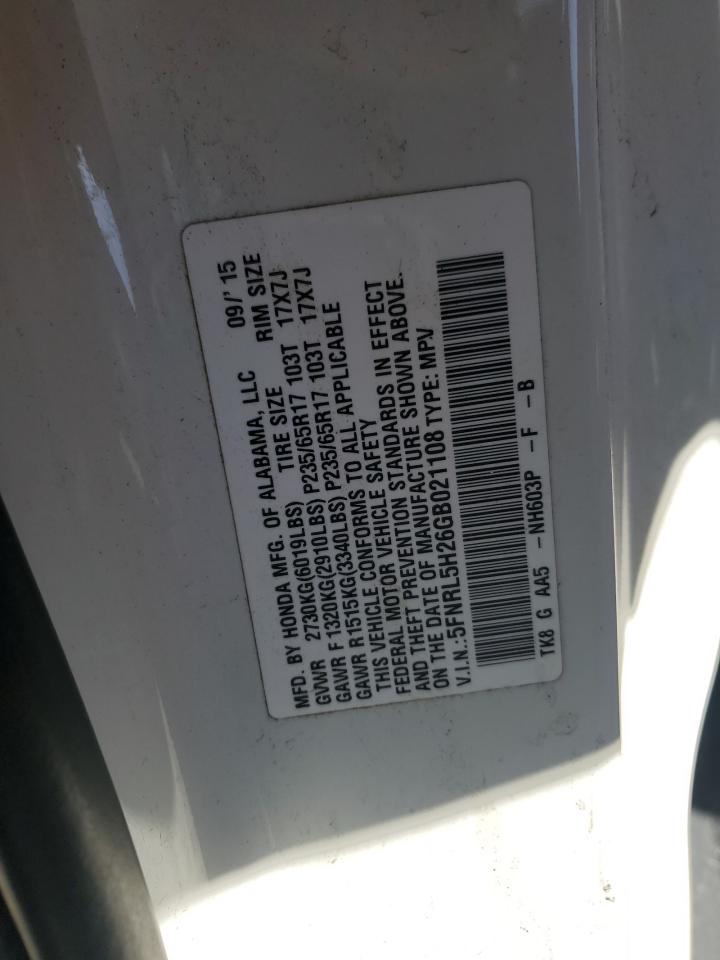 MFD. BY HONDA MFG. OF ALABAMA, LLC 09/'15
GVWR 2730KG(6019LBS) TIRE SIZE RIM SIZE
GAWR F 1320KG(2910LBS) P235/65R17 103T 17X7J
GAWR R1515KG(3340LBS) P235/65R17 103T 17X7J
THIS VEHICLE CONFORMS TO ALL APPLICABLE
FEDERAL MOTOR VEHICLE SAFETY
AND THEFT PREVENTION STANDARDS IN EFFECT
ON THE DATE OF MANUFACTURE SHOWN ABOVE.
V.I.N.:5FNRL5H26GB021108 TYPE: MPV
TK8 G AA5 -NH603P -F -B